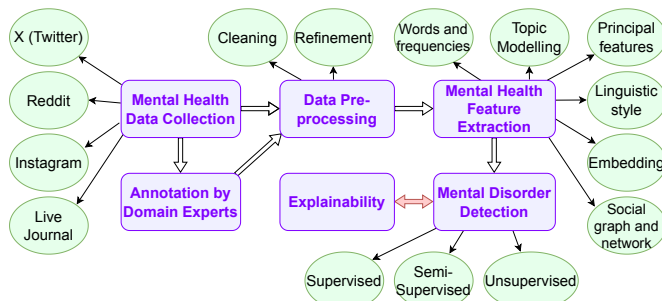 X (Twitter)
Reddit
Instagram
Live
Journal
Mental Health
Data Collection
Annotation by
Domain Experts
Cleaning
Refinement
Data Pre-
processing
Explainability
Words and
frequencies
Topic
Modelling
Principal
features
Linguistic
style
Embedding
Social
graph and
network
Mental Health
Feature
Extraction
Mental Disorder
Detection
Supervised
Semi-
Supervised
Unsupervised